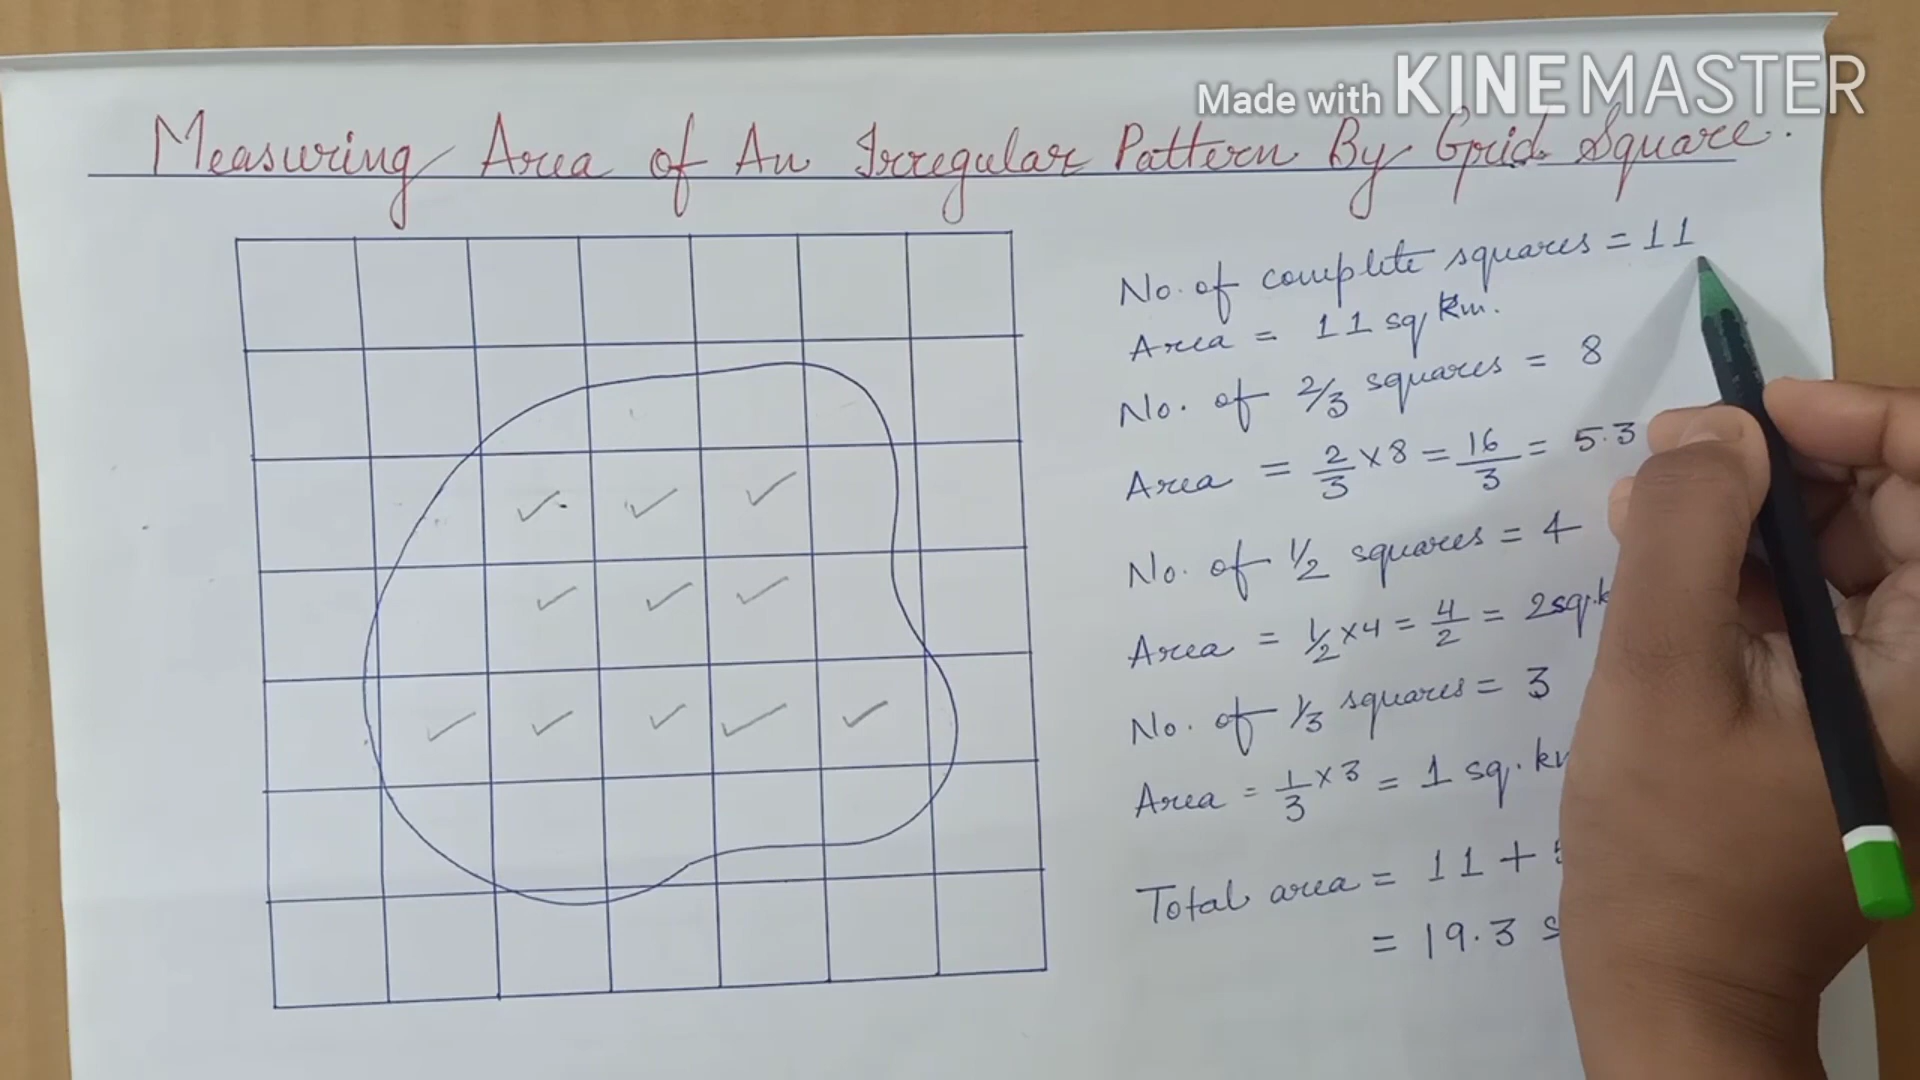 Made with KINEMASTER
Measuring Area of An Irregular Pattern By Grid Square.
No. of complete squares = 11
Area = 11 sq km.
No. of 2/3 squares = 8
Area = 2/3 × 8 = 16/3 = 5.3
No. of 1/2 squares = 4
Area = 1/2 × 4 = 4/2 = 2 sq. k
No. of 1/3 squares = 3
Area = 1/3 × 3 = 1 sq. k
Total area = 11 +
= 19.3 s